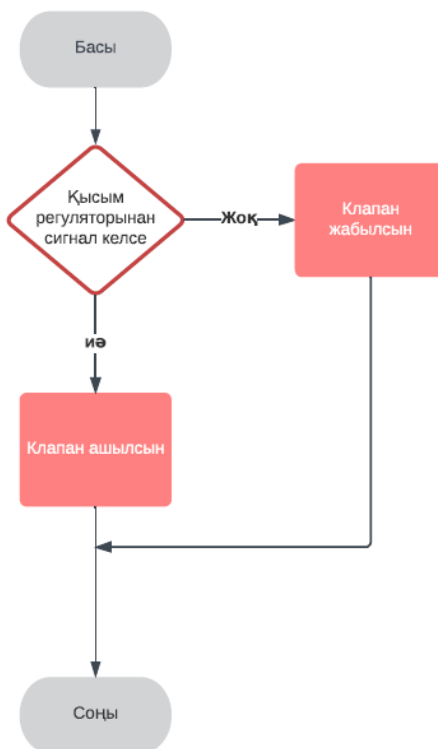 Басы
Қысым
регуляторынан
сигнал келсе
Жоқ
Клапан
жабылсын
иә
Клапан ашылсын
Соңы